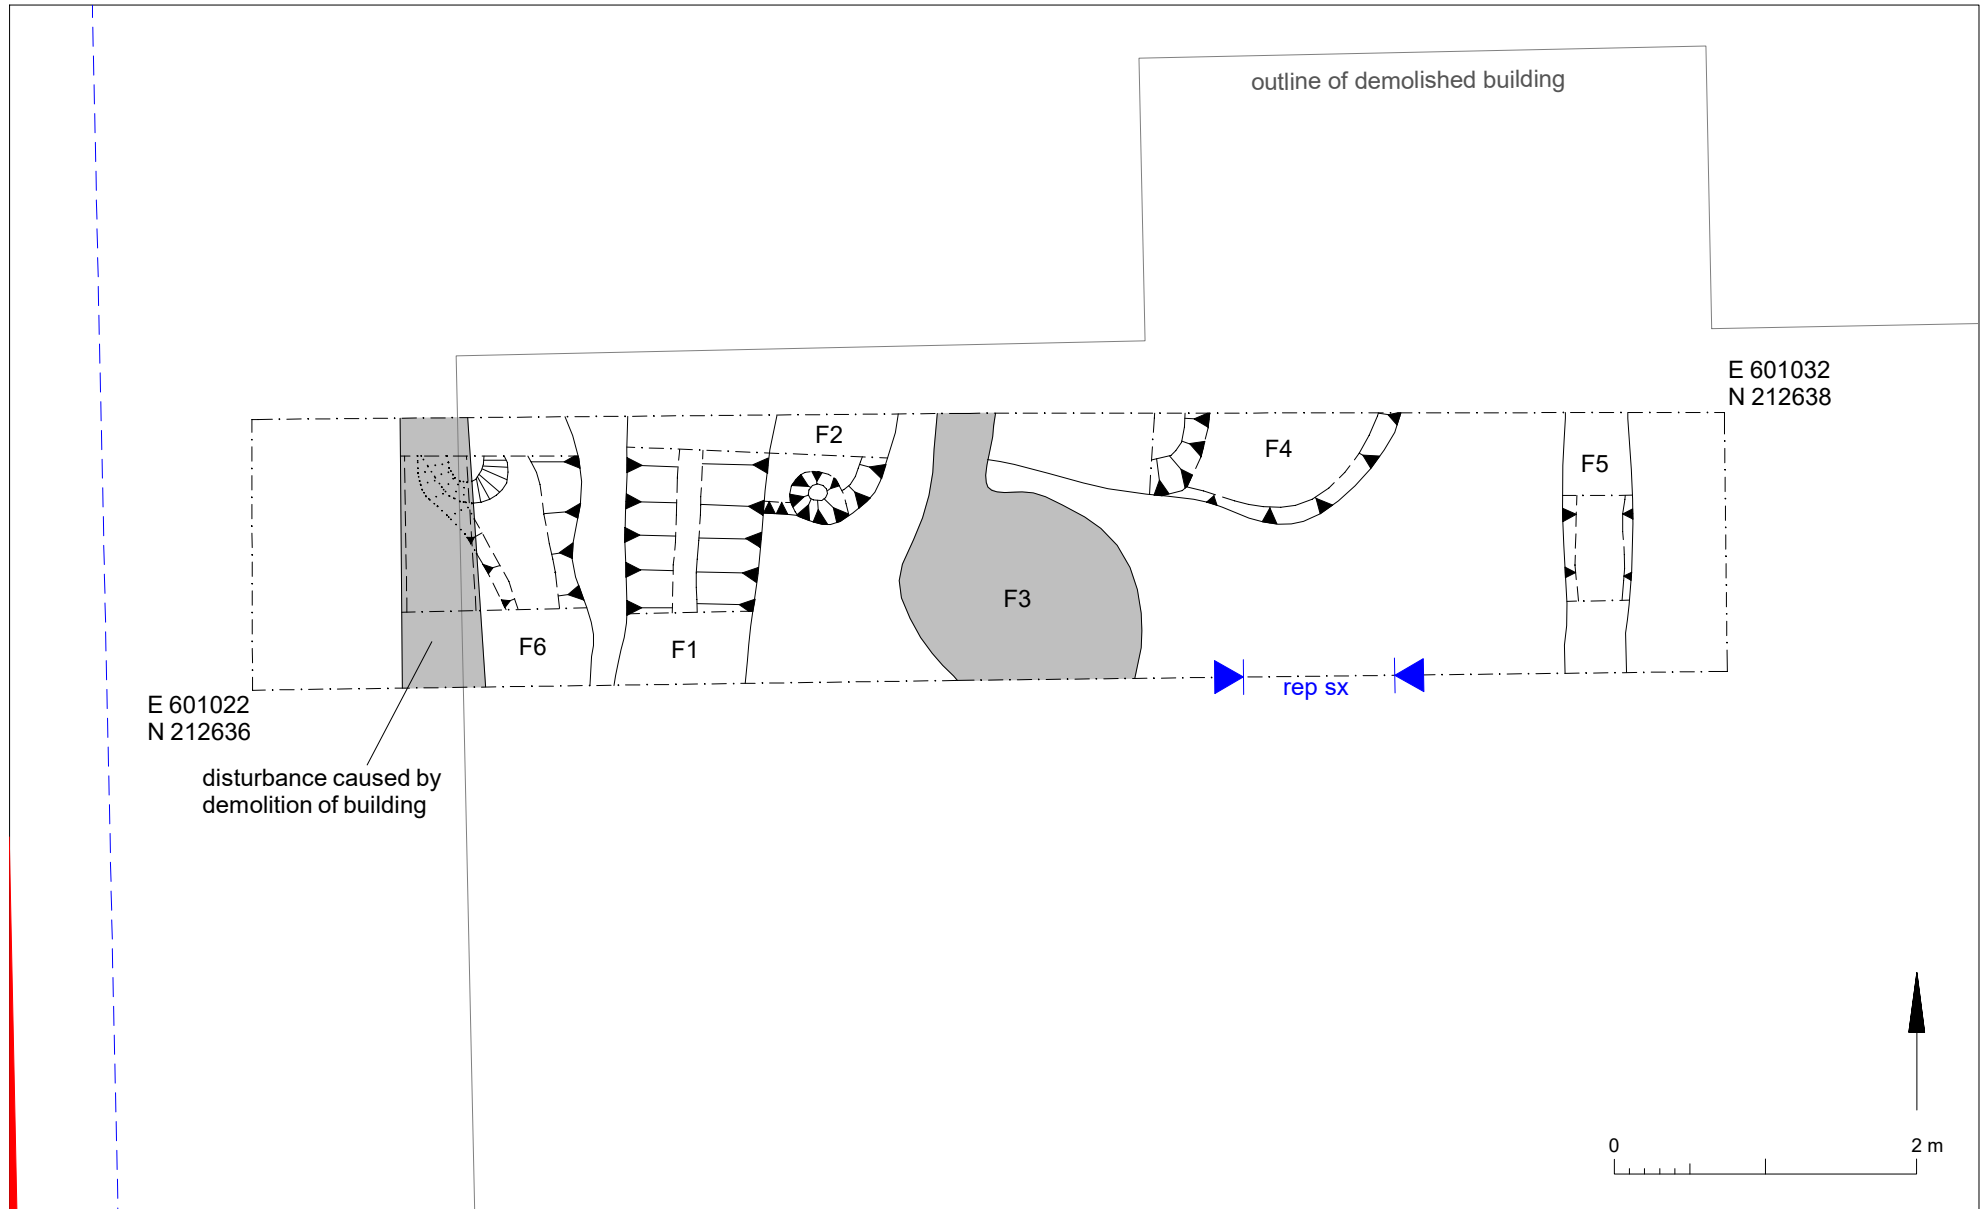 outline of demolished building
E 601032
N 212638
F2
F4
F5
F3
F6
F1
rep sx
E 601022
N 212636
disturbance caused by
demolition of building
0
2 m